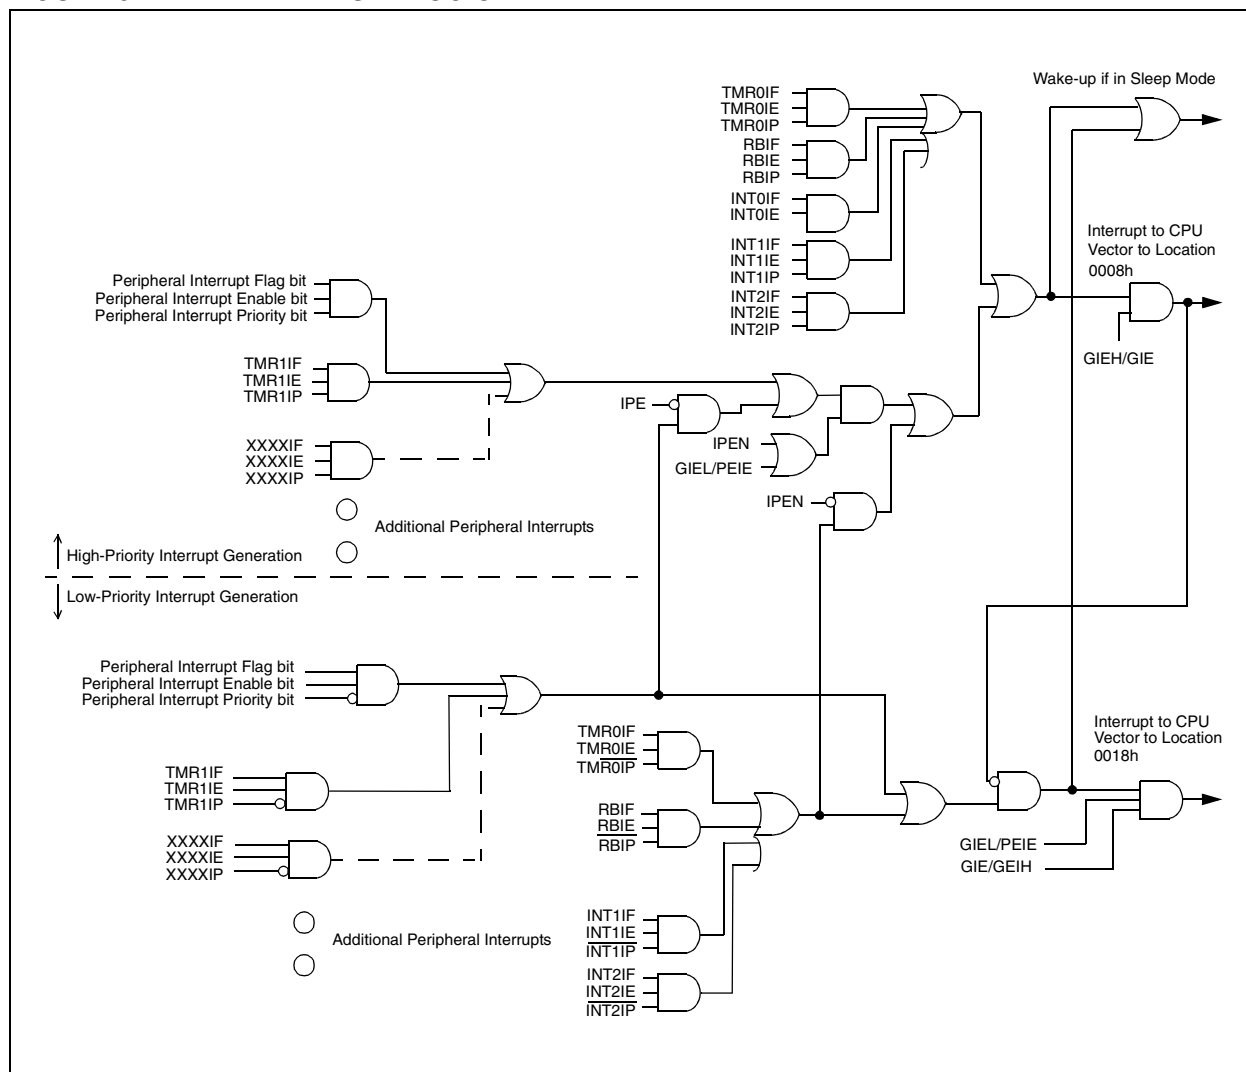 Wake-up if in Sleep Mode
TMR0IF
TMR0IE
TMR0IP
RBIF
RBIE
RBIP
INT0IF
INT0IE
INT1IF
INT1IE
INT1IP
INT2IF
INT2IE
INT2IP
Interrupt to CPU
Vector to Location
0008h
GIEH/GIE
Peripheral Interrupt Flag bit
Peripheral Interrupt Enable bit
Peripheral Interrupt Priority bit
TMR1IF
TMR1IE
TMR1IP
XXXXIF
XXXXIE
XXXXIP
IPE
IPEN
GIEL/PEIE
IPEN
Additional Peripheral Interrupts
High-Priority Interrupt Generation
Low-Priority Interrupt Generation
Peripheral Interrupt Flag bit
Peripheral Interrupt Enable bit
Peripheral Interrupt Priority bit
TMR1IF
TMR1IE
TMR1IP
XXXXIF
XXXXIE
XXXXIP
Additional Peripheral Interrupts
TMR0IF
TMR0IE
TMR0IP
RBIF
RBIE
RBIP
INT1IF
INT1IE
INT1IP
INT2IF
INT2IE
INT2IP
Interrupt to CPU
Vector to Location
0018h
GIEL/PEIE
GIE/GEIH